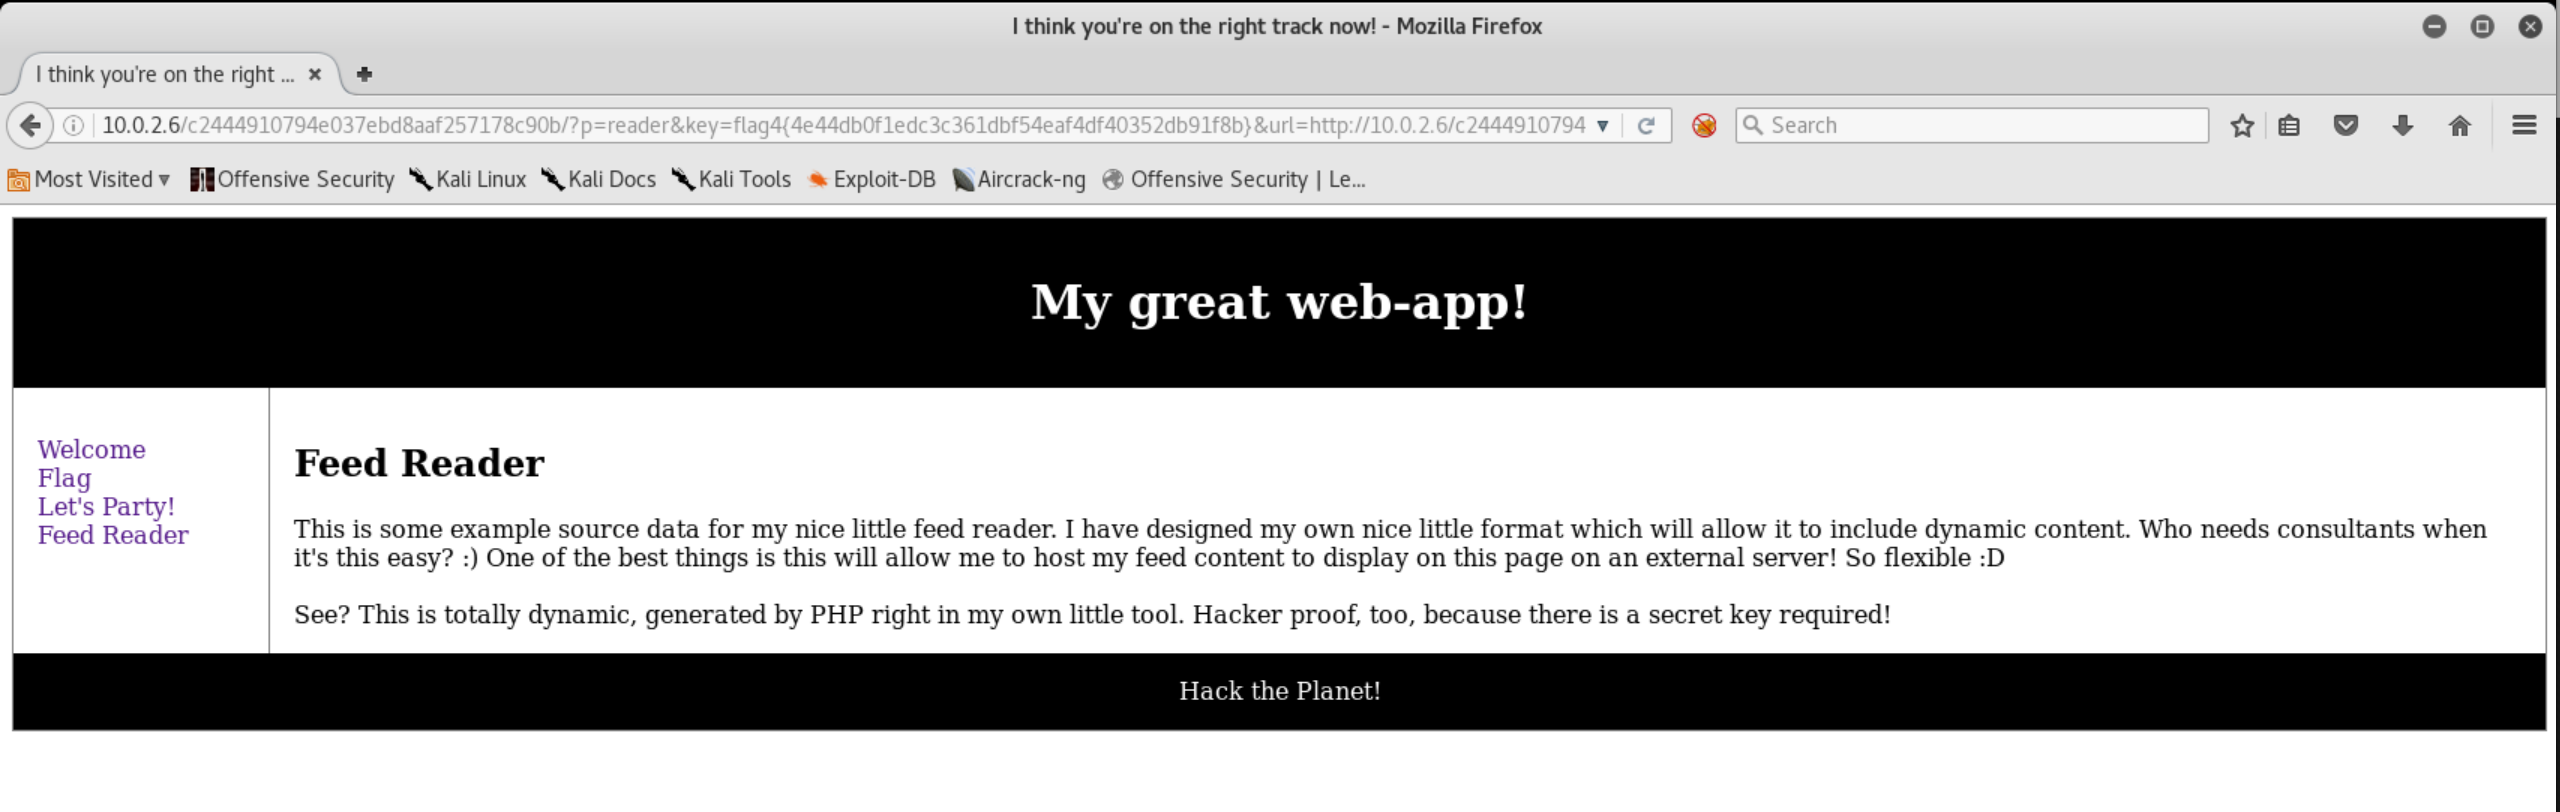 I think you're on the right track now! - Mozilla Firefox
I think you're on the right ...
10.0.2.6/c2444910794e037ebd8aaf257178c90b/?p=reader&key=flag4{4e44db0f1edc3c361dbf54eaf4df40352db91f8b}&url=http://10.0.2.6/c2444910794
Search
Most Visited Offensive Security Kali Linux Kali Docs Kali Tools Exploit-DB Aircrack-ng Offensive Security | Le...
My great web-app!
Welcome
Flag
Let's Party!
Feed Reader
Feed Reader
This is some example source data for my nice little feed reader. I have designed my own nice little format which will allow it to include dynamic content. Who needs consultants when
it's this easy? :) One of the best things is this will allow me to host my feed content to display on this page on an external server! So flexible :D
See? This is totally dynamic, generated by PHP right in my own little tool. Hacker proof, too, because there is a secret key required!
Hack the Planet!